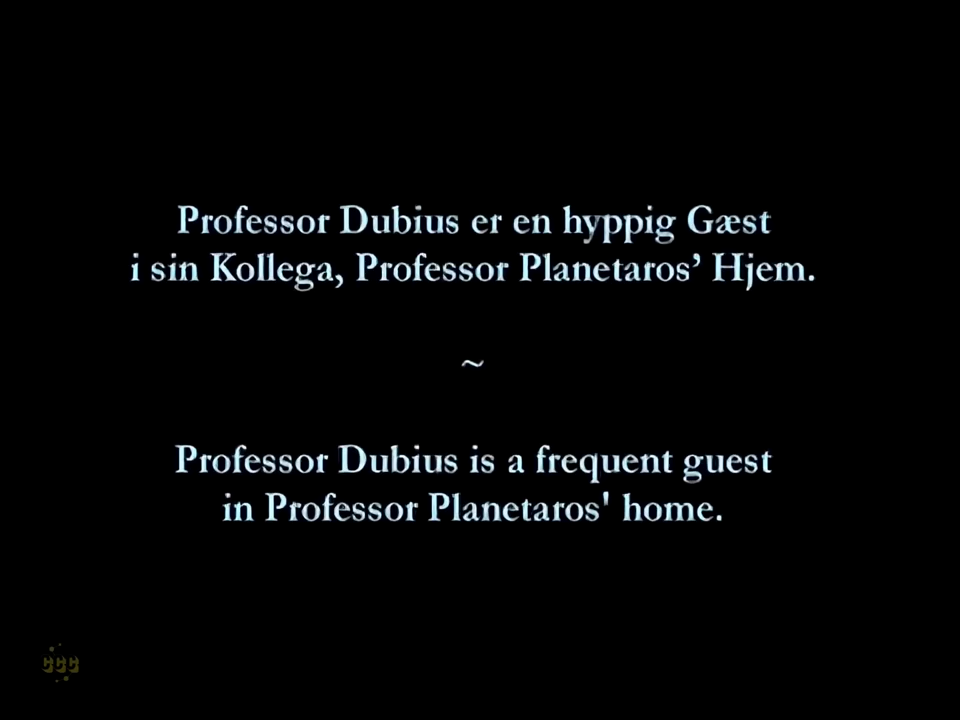 Professor Dubius er en hyppig Gæst
i sin Kollega, Professor Planetaros’ Hjem.
~
Professor Dubius is a frequent guest
in Professor Planetaros' home.
CCC